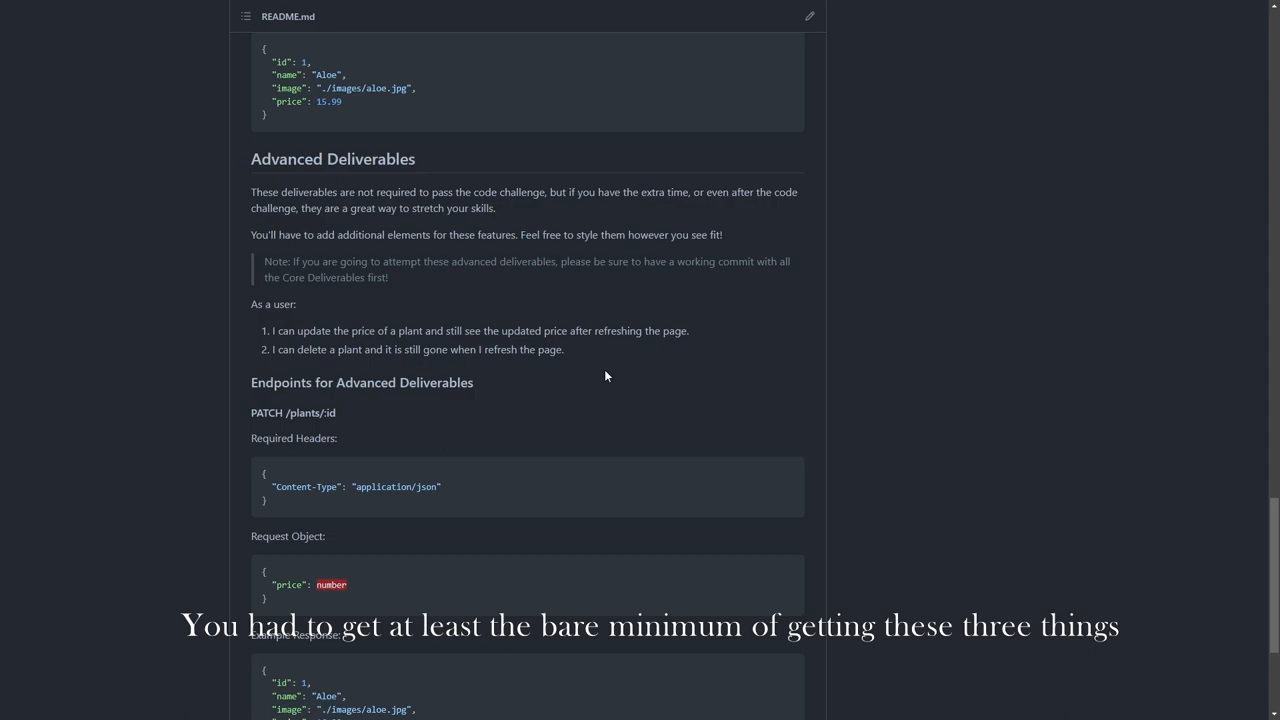 README.md
{
"id": 1,
"name": "Aloe",
"image": "./images/aloe.jpg",
"price": 15.99
}
Advanced Deliverables
These deliverables are not required to pass the code challenge, but if you have the extra time, or even after the code
challenge, they are a great way to stretch your skills.
You'll have to add additional elements for these features. Feel free to style them however you see fit!
Note: If you are going to attempt these advanced deliverables, please be sure to have a working commit with all
the Core Deliverables first!
As a user:
1. I can update the price of a plant and still see the updated price after refreshing the page.
2. I can delete a plant and it is still gone when I refresh the page.
Endpoints for Advanced Deliverables
PATCH /plants/:id
Required Headers:
{
"Content-Type": "application/json"
}
Request Object:
{
"price": number
}
You had to get at least the bare minimum of getting these three things
Example Response:
{
"id": 1,
"name": "Aloe",
"image": "./images/aloe.jpg",